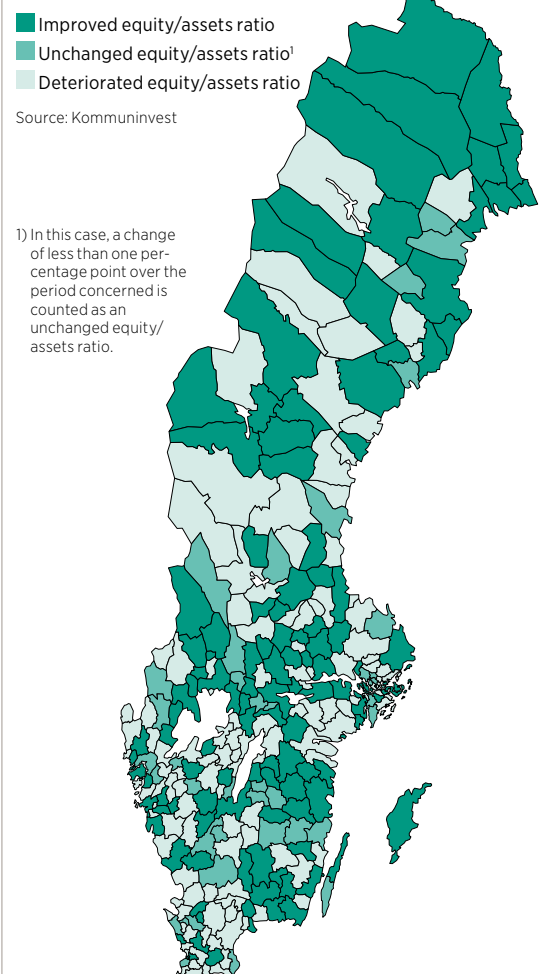 Improved equity/assets ratio
Unchanged equity/assets ratio¹
Deteriorated equity/assets ratio
Source: Kommuninvest
1) In this case, a change
of less than one per-
centage point over the
period concerned is
counted as an
unchanged equity/
assets ratio.